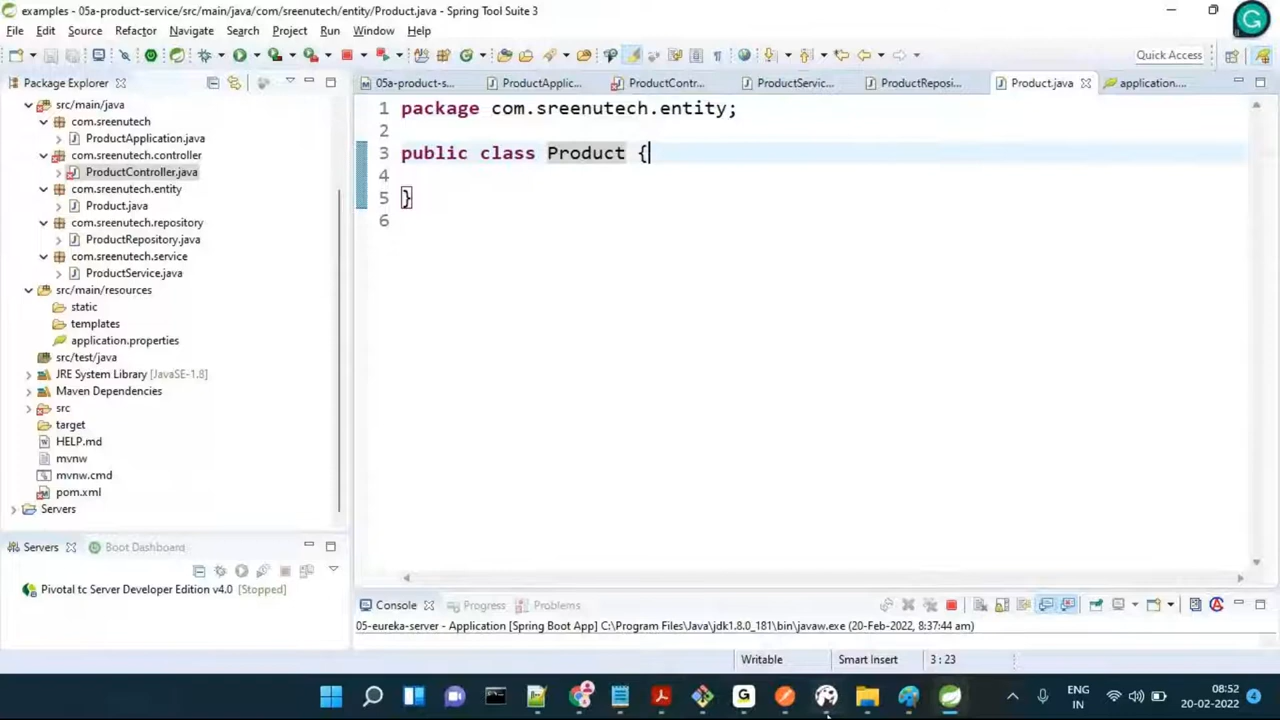 examples - 05a-product-service/src/main/java/com/sreenutech/entity/Product.java - Spring Tool Suite 3
File Edit Source Refactor Navigate Search Project Run Window Help
Quick Access
Package Explorer
src/main/java
com.sreenutech
ProductApplication.java
com.sreenutech.controller
ProductController.java
com.sreenutech.entity
Product.java
com.sreenutech.repository
ProductRepository.java
com.sreenutech.service
ProductService.java
src/main/resources
static
templates
application.properties
src/test/java
JRE System Library [JavaSE-1.8]
Maven Dependencies
src
target
HELP.md
mvnw
mvnw.cmd
pom.xml
Servers
05a-product-s... ProductApplic... ProductContr... ProductServic... ProductReposi... Product.java application....
1 package com.sreenutech.entity;
2
3 public class Product {
4
5 }
6
Servers Boot Dashboard
Pivotal tc Server Developer Edition v4.0 [Stopped]
Console Progress Problems
05-eureka-server - Application [Spring Boot App] C:\Program Files\Java\jdk1.8.0_181\bin\javaw.exe (20-Feb-2022, 8:37:44 am)
Writable Smart Insert 3 : 23
ENG
IN
08:52
20-02-2022
4